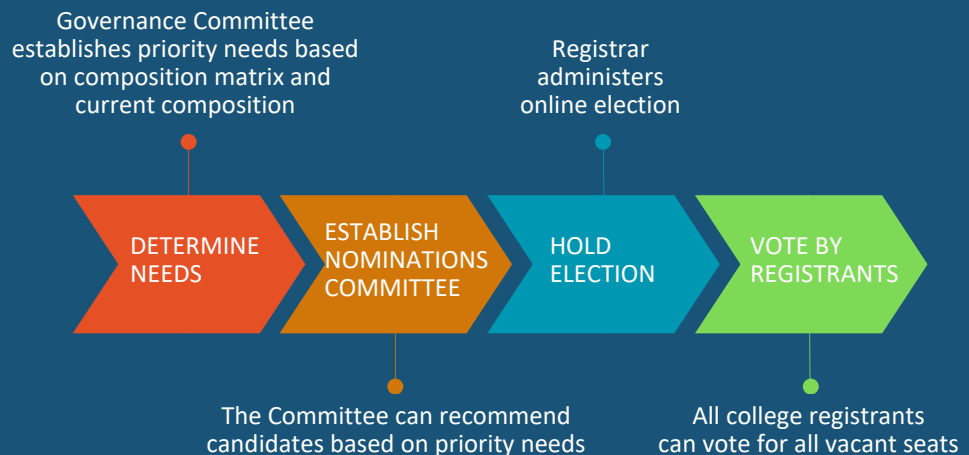 Governance Committee
establishes priority needs based
on composition matrix and
current composition
Registrar
administers
online election
DETERMINE
NEEDS
ESTABLISH
NOMINATIONS
COMMITTEE
HOLD
ELECTION
VOTE BY
REGISTRANTS
The Committee can recommend
candidates based on priority needs
All college registrants
can vote for all vacant seats